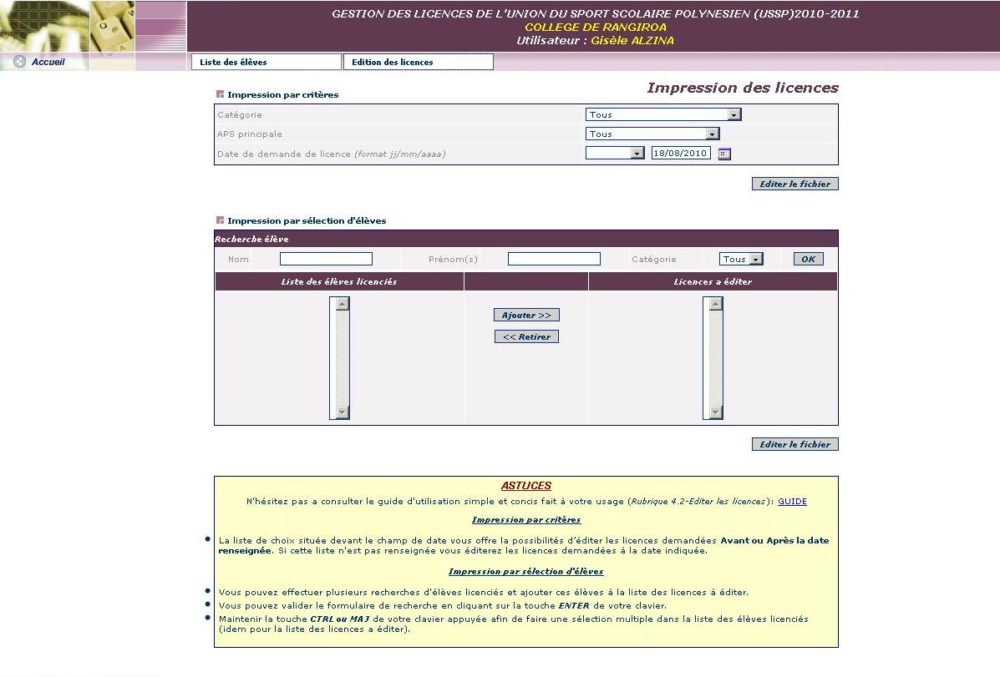 GESTION DES LICENCES DE L'UNION DU SPORT SCOLAIRE POLYNESIEN (USSP)2010-2011
COLLEGE DE RANGIROA
Utilisateur : Gisèle ALZINA
Accueil
Liste des élèves
Edition des licences
Impression des licences
Impression par critères
Catégorie
Tous
APS principale
Tous
Date de demande de licence (format jj/mm/aaaa)
18/08/2010
Editer le fichier
Impression par sélection d'élèves
Recherche élève
Nom
Prénom(s)
Catégorie
Tous
OK
Liste des élèves licenciés
Licences a éditer
Ajouter >>
<< Retirer
Editer le fichier
ASTUCES
N'hésitez pas a consulter le guide d'utilisation simple et concis fait à votre usage (Rubrique 4.2-Editer les licences): GUIDE
Impression par critères
La liste de choix située devant le champ de date vous offre la possibilités d'éditer les licences demandées Avant ou Après la date
renseignée. Si cette liste n'est pas renseignée vous éditerez les licences demandées à la date indiquée.
Impression par sélection d'élèves
Vous pouvez effectuer plusieurs recherches d'élèves licenciés et ajouter ces élèves à la liste des licences à éditer.
Vous pouvez valider le formulaire de recherche en cliquant sur la touche ENTER de votre clavier.
Maintenir la touche CTRL ou MAJ de votre clavier appuyée afin de faire une sélection multiple dans la liste des élèves licenciés
(idem pour la liste des licences a éditer).